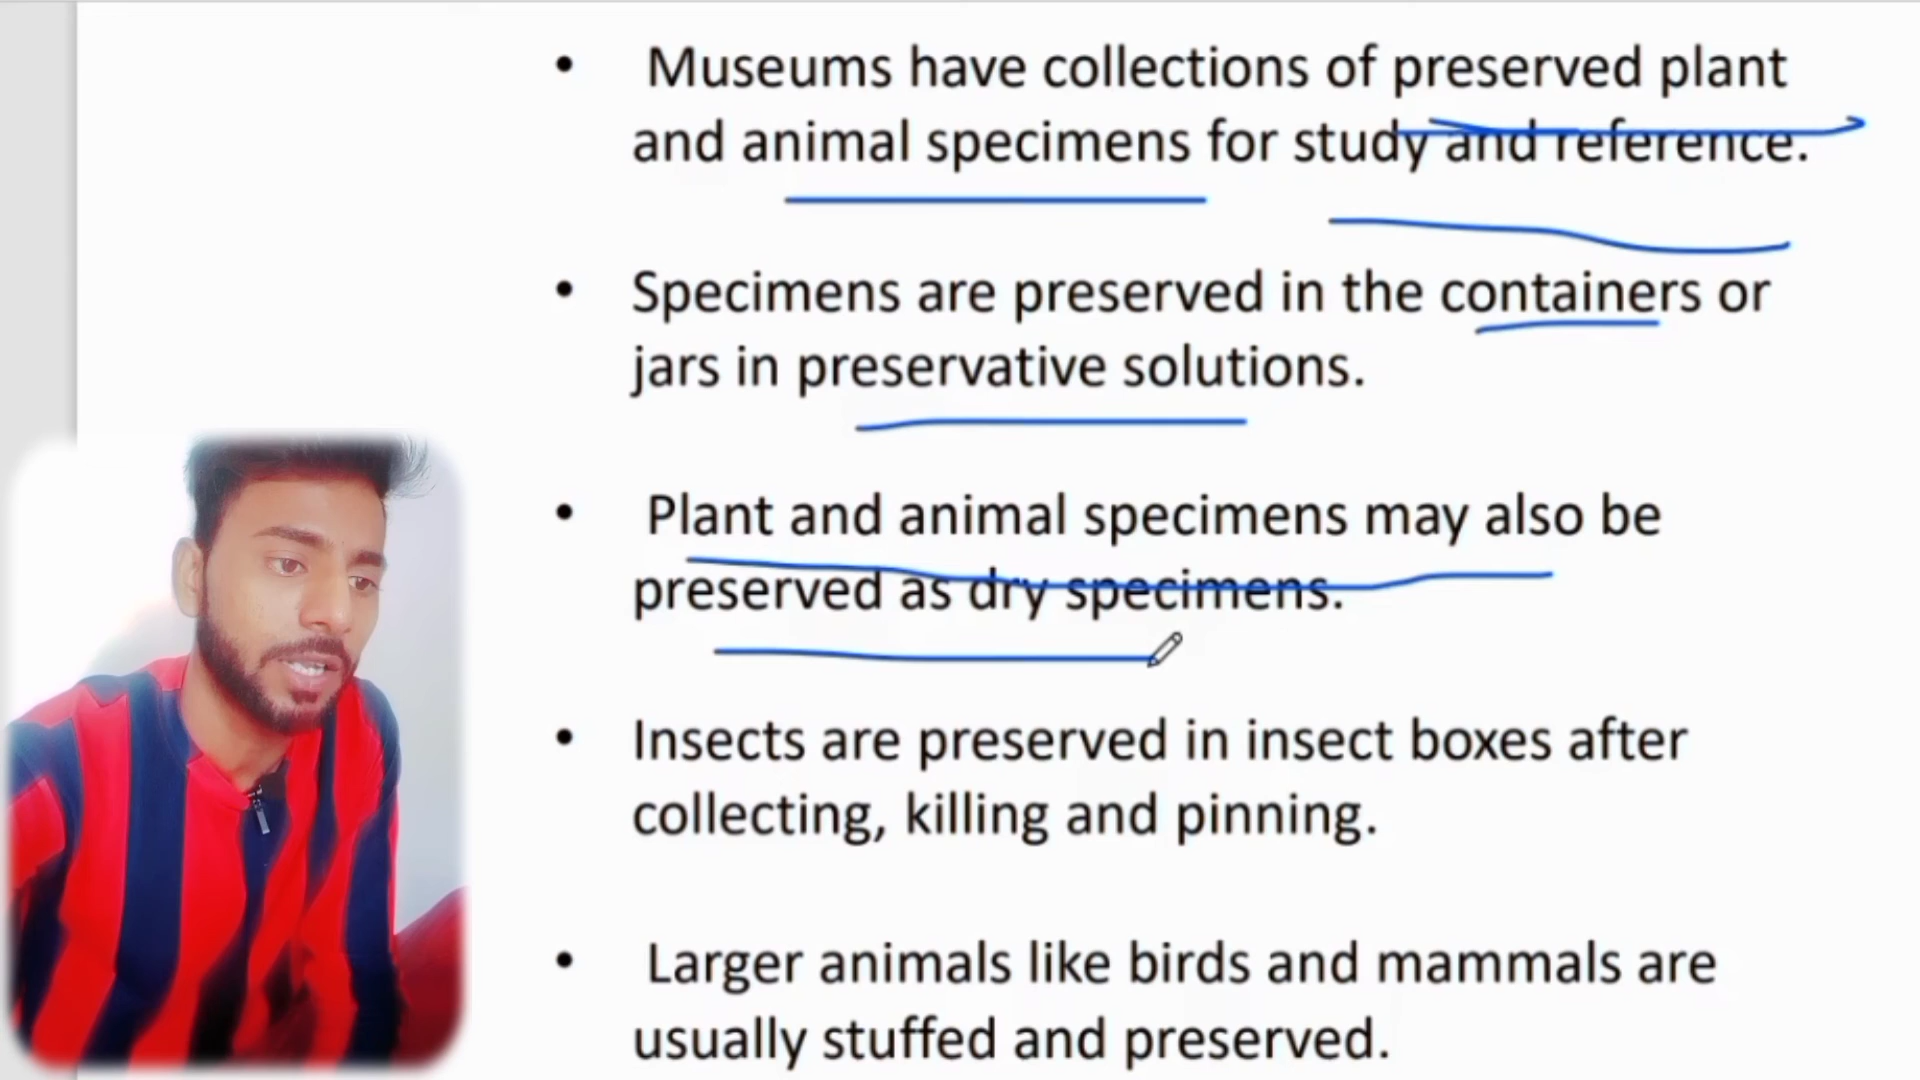 • Museums have collections of preserved plant
and animal specimens for study and reference.
• Specimens are preserved in the containers or
jars in preservative solutions.
• Plant and animal specimens may also be
preserved as dry specimens.
• Insects are preserved in insect boxes after
collecting, killing and pinning.
• Larger animals like birds and mammals are
usually stuffed and preserved.